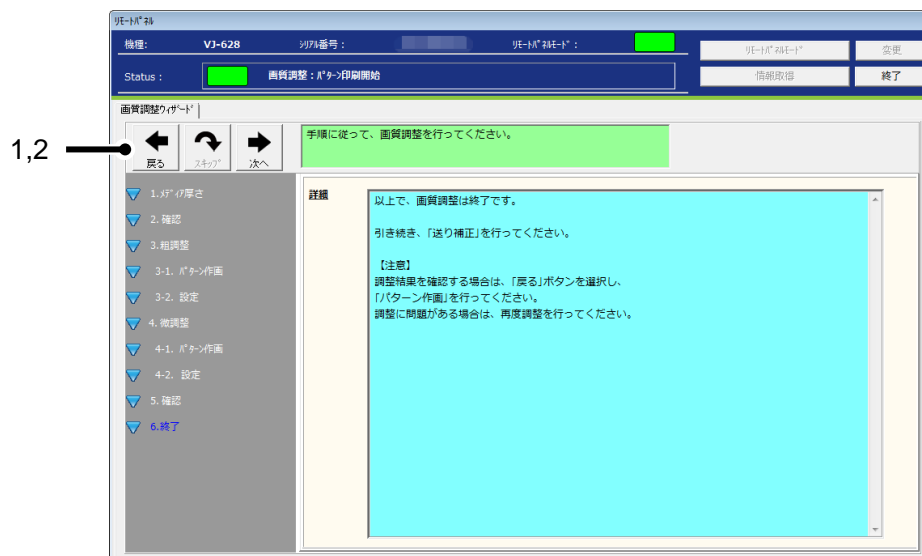 ﾘﾓｰﾄﾊﾟﾈﾙ
機種: VJ-628 ｼﾘｱﾙ番号： ﾘﾓｰﾄﾊﾟﾈﾙﾓｰﾄﾞ：
ﾘﾓｰﾄﾊﾟﾈﾙﾓｰﾄﾞ 変更
Status： 画質調整：ﾊﾟﾀｰﾝ印刷開始
情報取得 終了
画質調整ｳｨｻﾞｰﾄﾞ
1,2
戻る ｽｷｯﾌﾟ 次へ
手順に従って、画質調整を行ってください。
1.ﾒﾃﾞｨｱ厚さ
2.確認
3.粗調整
3-1. ﾊﾟﾀｰﾝ作画
3-2. 設定
4.微調整
4-1. ﾊﾟﾀｰﾝ作画
4-2. 設定
5.確認
6.終了
詳細
以上で、画質調整は終了です。
引き続き、「送り補正」を行ってください。
【注意】
調整結果を確認する場合は、「戻る」ボタンを選択し、
「パターン作画」を行ってください。
調整に問題がある場合は、再度調整を行ってください。